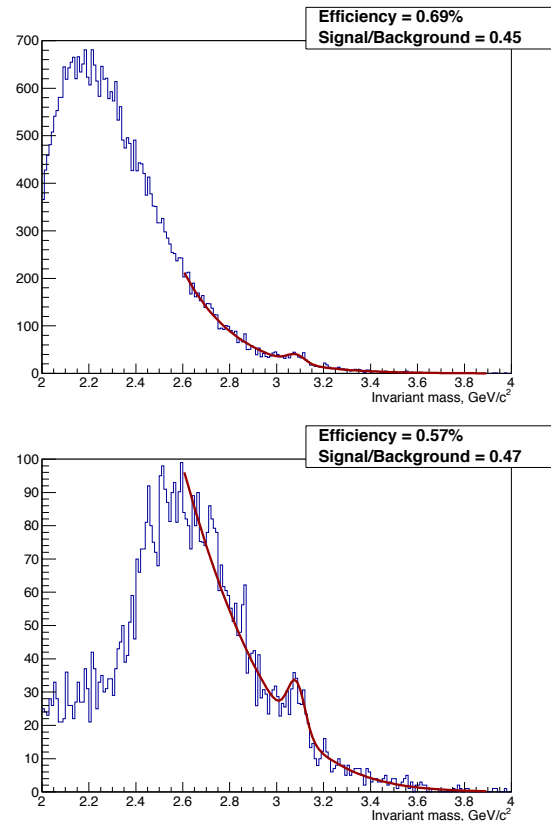 Efficiency = 0.69%
Signal/Background = 0.45
700
600
500
400
300
200
100
0
2 2.2 2.4 2.6 2.8 3 3.2 3.4 3.6 3.8 4
Invariant mass, GeV/c²
Efficiency = 0.57%
Signal/Background = 0.47
100
90
80
70
60
50
40
30
20
10
0
2 2.2 2.4 2.6 2.8 3 3.2 3.4 3.6 3.8 4
Invariant mass, GeV/c²